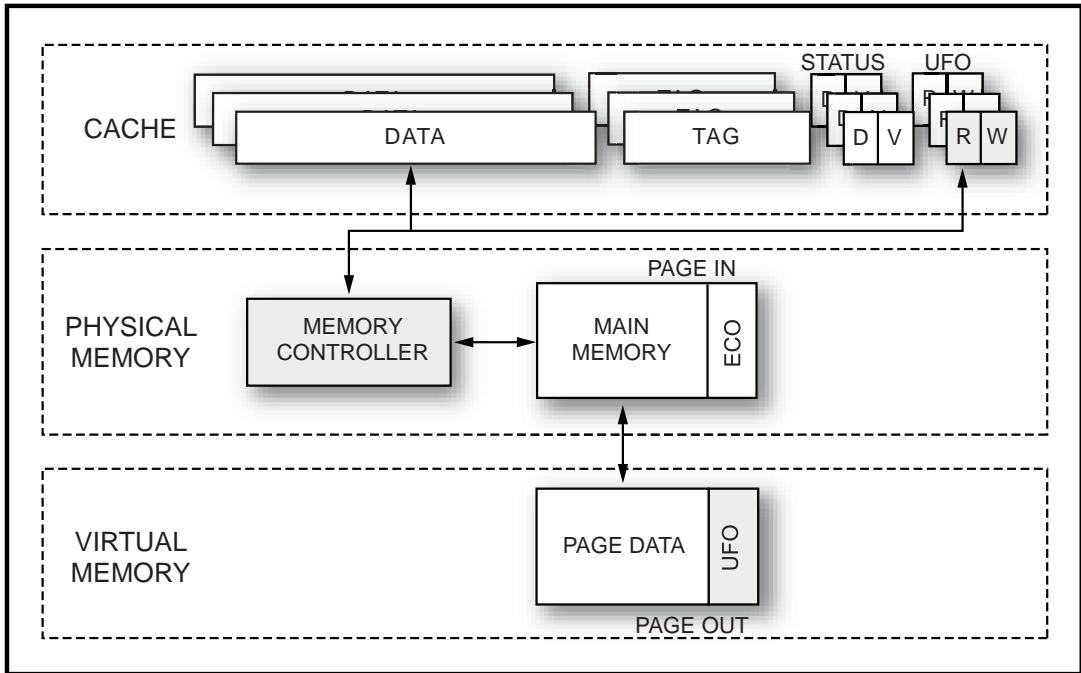 STATUS UFO
CACHE
DATA
TAG
D V
R W
PAGE IN
PHYSICAL
MEMORY
MEMORY
CONTROLLER
MAIN
MEMORY
ECO
VIRTUAL
MEMORY
PAGE DATA
UFO
PAGE OUT